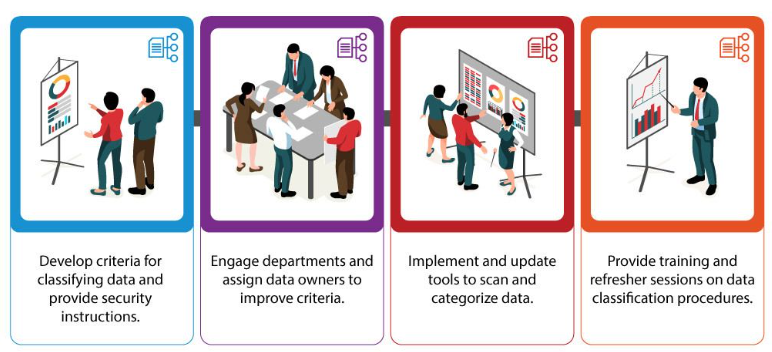 Develop criteria for
classifying data and
provide security
instructions.
Engage departments and
assign data owners to
improve criteria.
Implement and update
tools to scan and
categorize data.
Provide training and
refresher sessions on data
classification procedures.